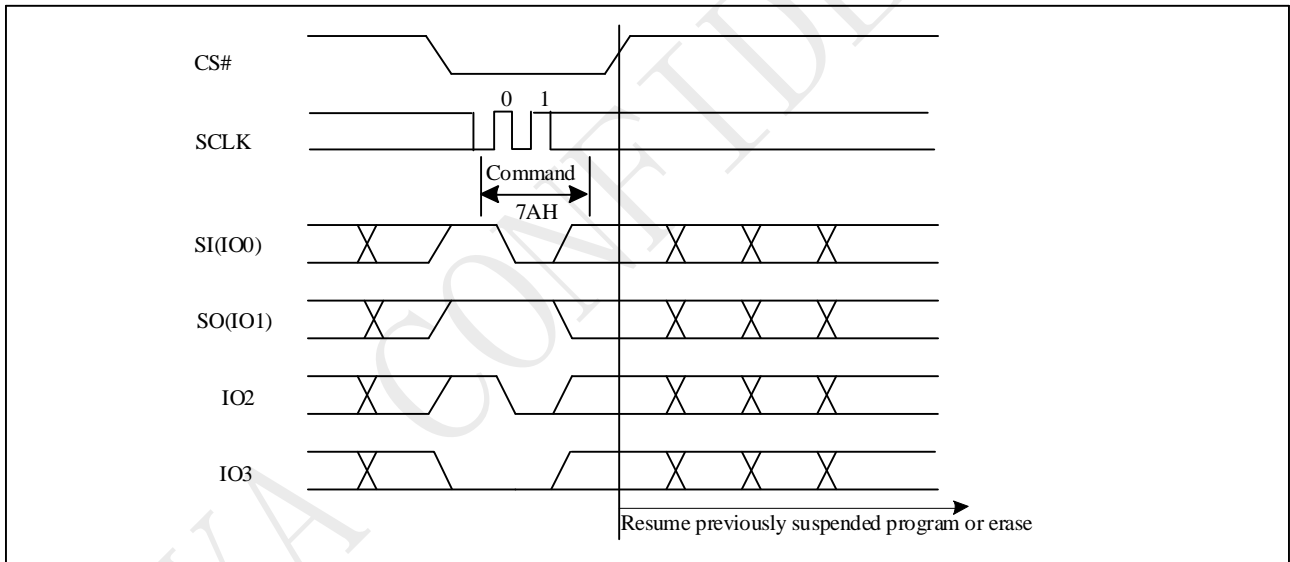 CS#
0 1
SCLK
Command
7AH
SI(IO0)
SO(IO1)
IO2
IO3
Resume previously suspended program or erase